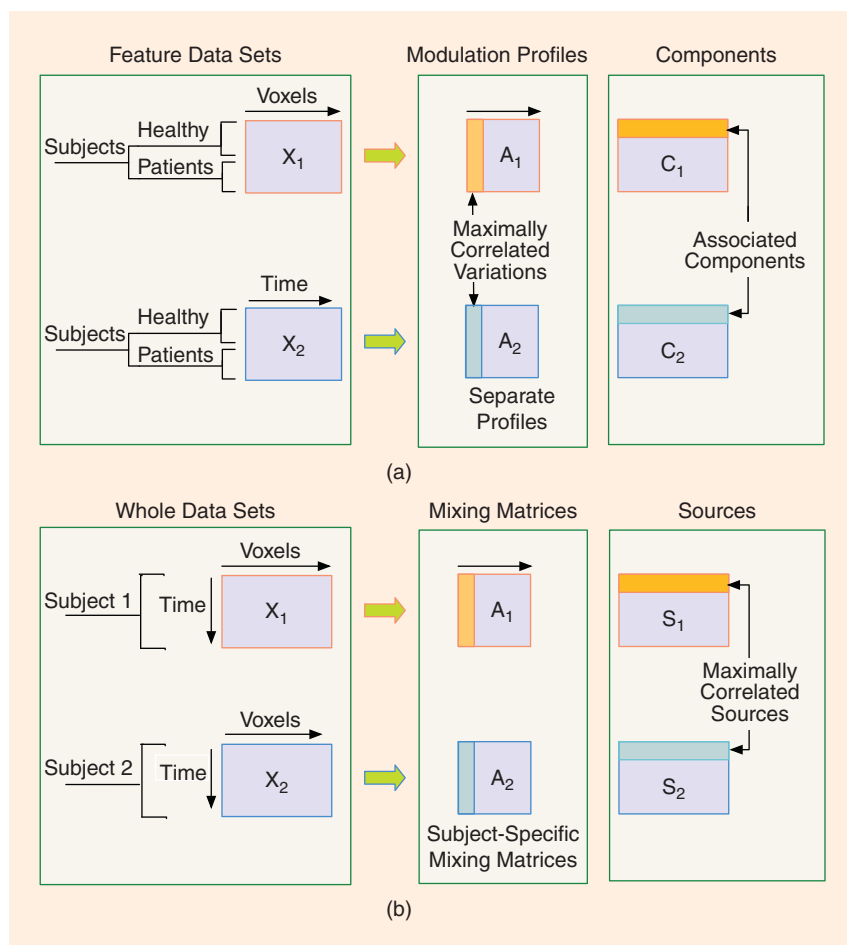 Feature Data Sets
Modulation Profiles
Components
Voxels
Healthy
Subjects
Patients
X1
A1
C1
Maximally
Correlated
Variations
Associated
Components
Time
Healthy
Subjects
Patients
X2
A2
C2
Separate
Profiles
(a)
Whole Data Sets
Mixing Matrices
Sources
Voxels
Subject 1
Time
X1
A1
S1
Maximally
Correlated
Sources
Voxels
Subject 2
Time
X2
A2
S2
Subject-Specific
Mixing Matrices
(b)